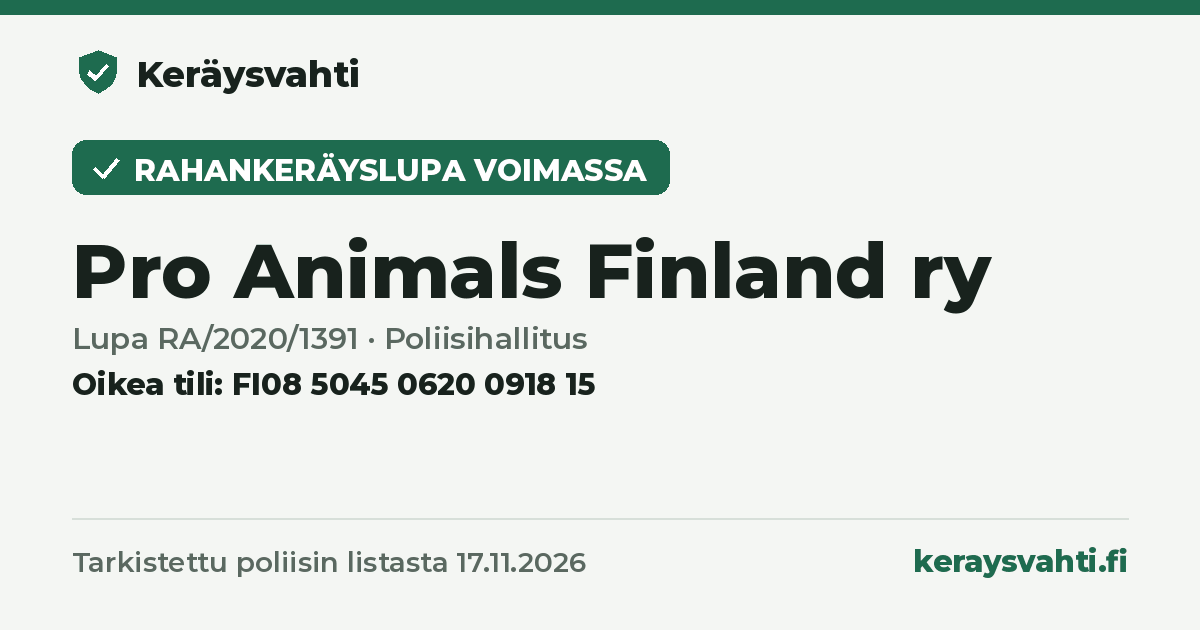 Keräysvahti
RAHANKERÄYSLUPA VOIMASSA
Pro Animals Finland ry
Lupa RA/2020/1391 · Poliisihallitus
Oikea tili: FI08 5045 0620 0918 15
Tarkistettu poliisin listasta 17.11.2026
keraysvahti.fi